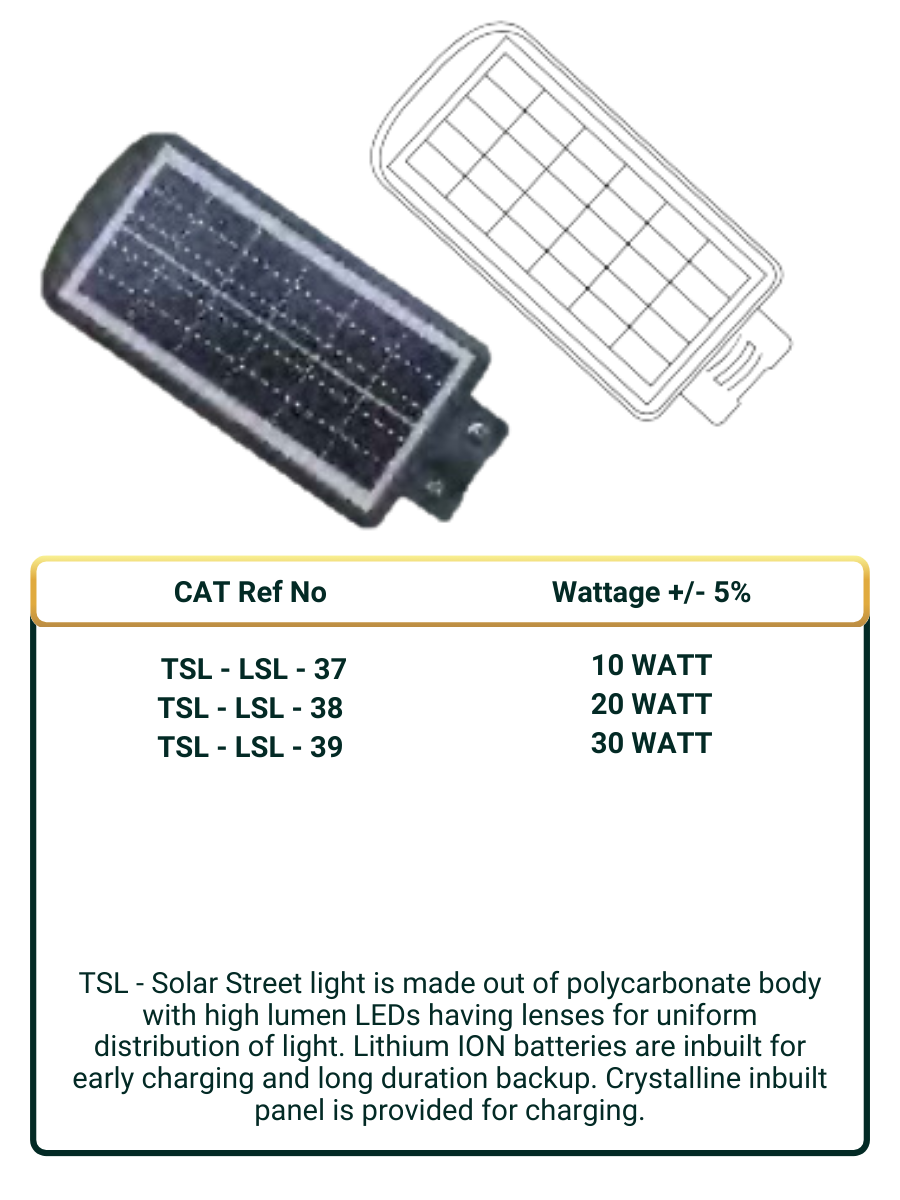 CAT Ref No Wattage +/- 5%
TSL - LSL - 37 10 WATT
TSL - LSL - 38 20 WATT
TSL - LSL - 39 30 WATT
TSL - Solar Street light is made out of polycarbonate body
with high lumen LEDs having lenses for uniform
distribution of light. Lithium ION batteries are inbuilt for
early charging and long duration backup. Crystalline inbuilt
panel is provided for charging.